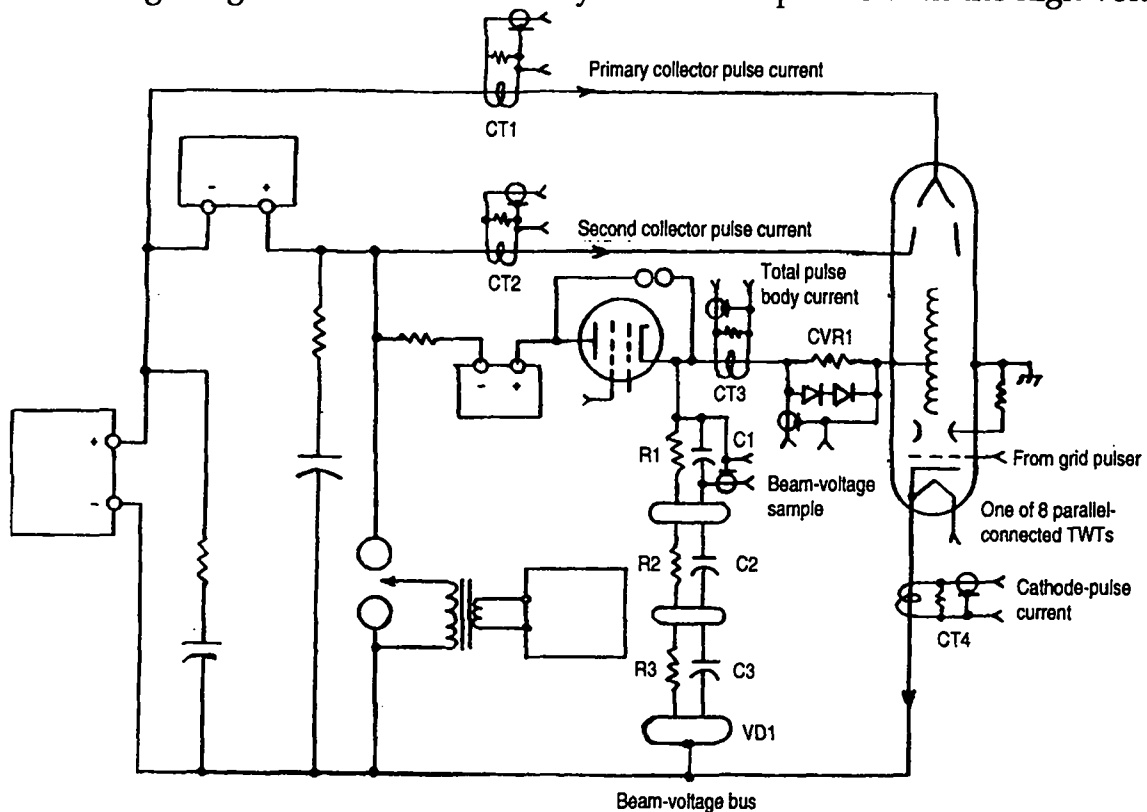 Primary collector pulse current
CT1
- +
Second collector pulse current
CT2
Total pulse
body current
CVR1
- +
CT3
+
-
R1
C1
Beam-voltage
sample
From grid pulser
One of 8 parallel-
connected TWTs
R2
C2
Cathode-pulse
current
CT4
R3
C3
VD1
Beam-voltage bus